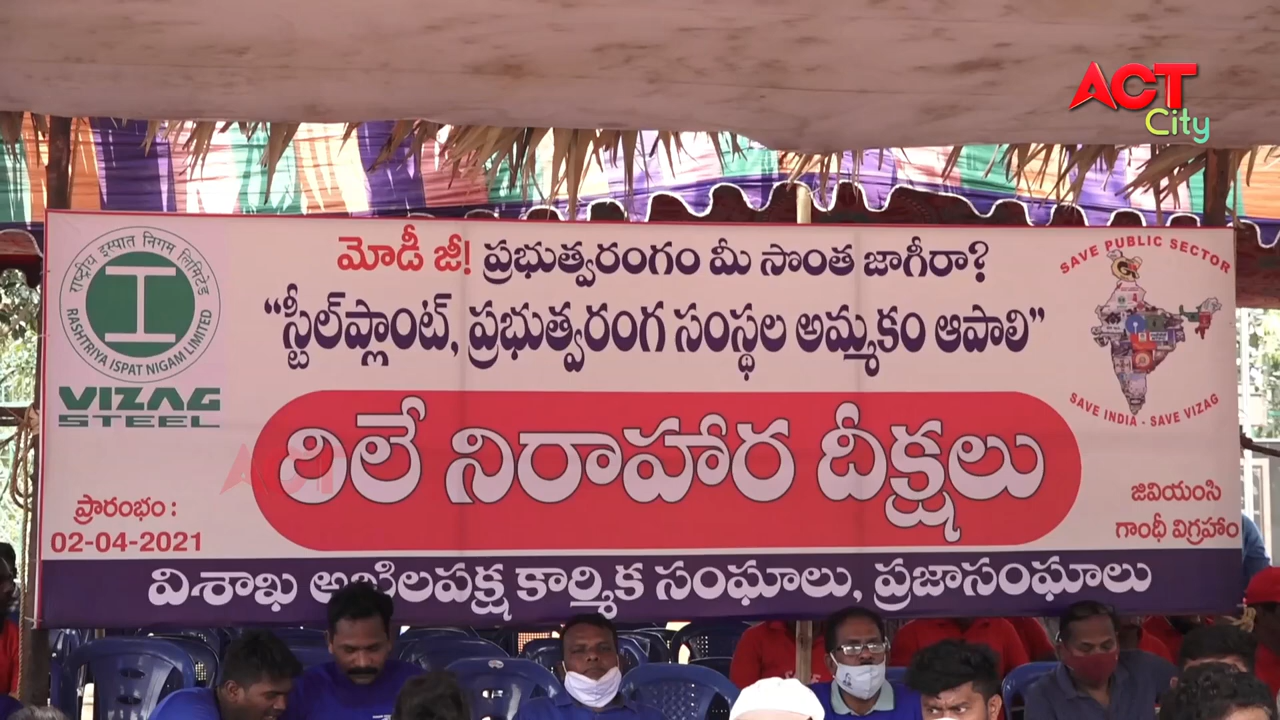 ACT
City
మోడీ జీ! ప్రభుత్వరంగం మీ సొంత జాగీరా?
"స్టీల్‌ప్లాంట్, ప్రభుత్వరంగ సంస్థల అమ్మకం ఆపాలి"
రిలే నిరాహార దీక్షలు
राष्ट्रीय इस्पात निगम लिमिटेड
RASHTRIYA ISPAT NIGAM LIMITED
VIZAG
STEEL
SAVE PUBLIC SECTOR
SAVE INDIA - SAVE VIZAG
ACT
ప్రారంభం :
02-04-2021
జివియంసి
గాంధీ విగ్రహం
విశాఖ అఖిలపక్ష కార్మిక సంఘాలు, ప్రజాసంఘాలు